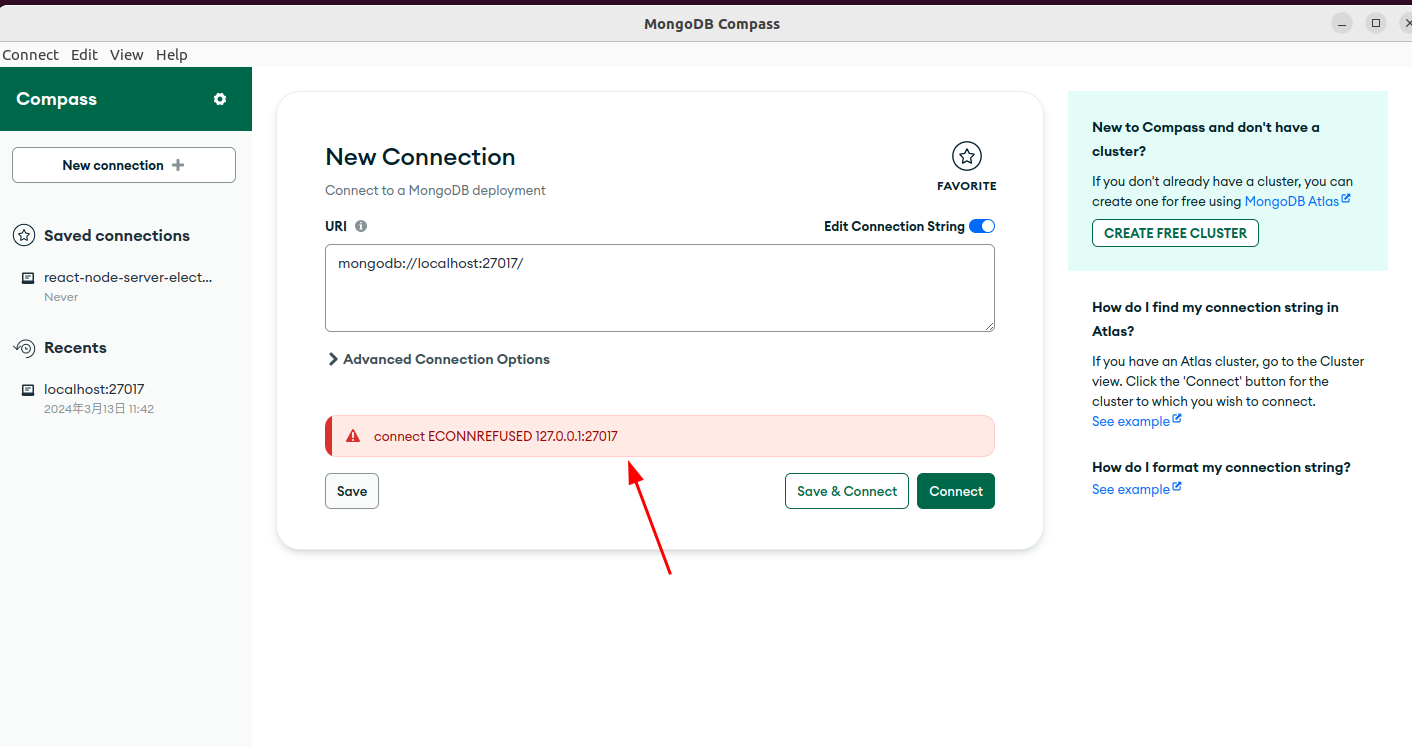 MongoDB Compass
Connect Edit View Help
Compass
New connection
Saved connections
react-node-server-elect...
Never
Recents
localhost:27017
2024年3月13日 11:42
New Connection
Connect to a MongoDB deployment
FAVORITE
URI
Edit Connection String
mongodb://localhost:27017/
Advanced Connection Options
connect ECONNREFUSED 127.0.0.1:27017
Save
Save & Connect
Connect
New to Compass and don't have a
cluster?
If you don't already have a cluster, you can
create one for free using MongoDB Atlas
CREATE FREE CLUSTER
How do I find my connection string in
Atlas?
If you have an Atlas cluster, go to the Cluster
view. Click the 'Connect' button for the
cluster to which you wish to connect.
See example
How do I format my connection string?
See example